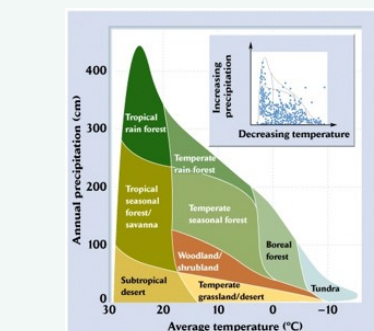 Annual precipitation (cm)
400
300
200
100
0
30
20
10
0
−10
Average temperature (°C)
Tropical
rain forest
Temperate
rain forest
Tropical
seasonal
forest/
savanna
Temperate
seasonal forest
Boreal
forest
Woodland/
shrubland
Subtropical
desert
Temperate
grassland/desert
Tundra
Increasing
precipitation
Decreasing temperature